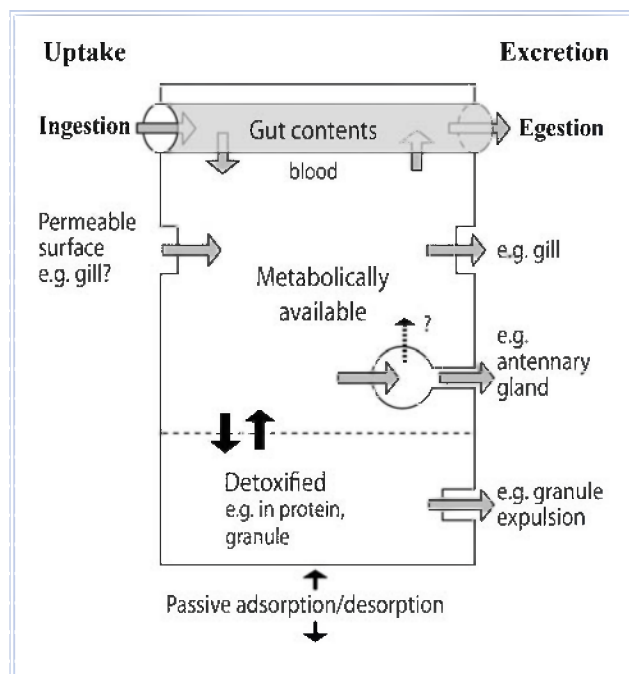 Uptake
Excretion
Ingestion
Gut contents
Egestion
blood
Permeable
surface
e.g. gill?
e.g. gill
Metabolically
available
?
e.g.
antennary
gland
Detoxified
e.g. in protein,
granule
e.g. granule
expulsion
Passive adsorption/desorption